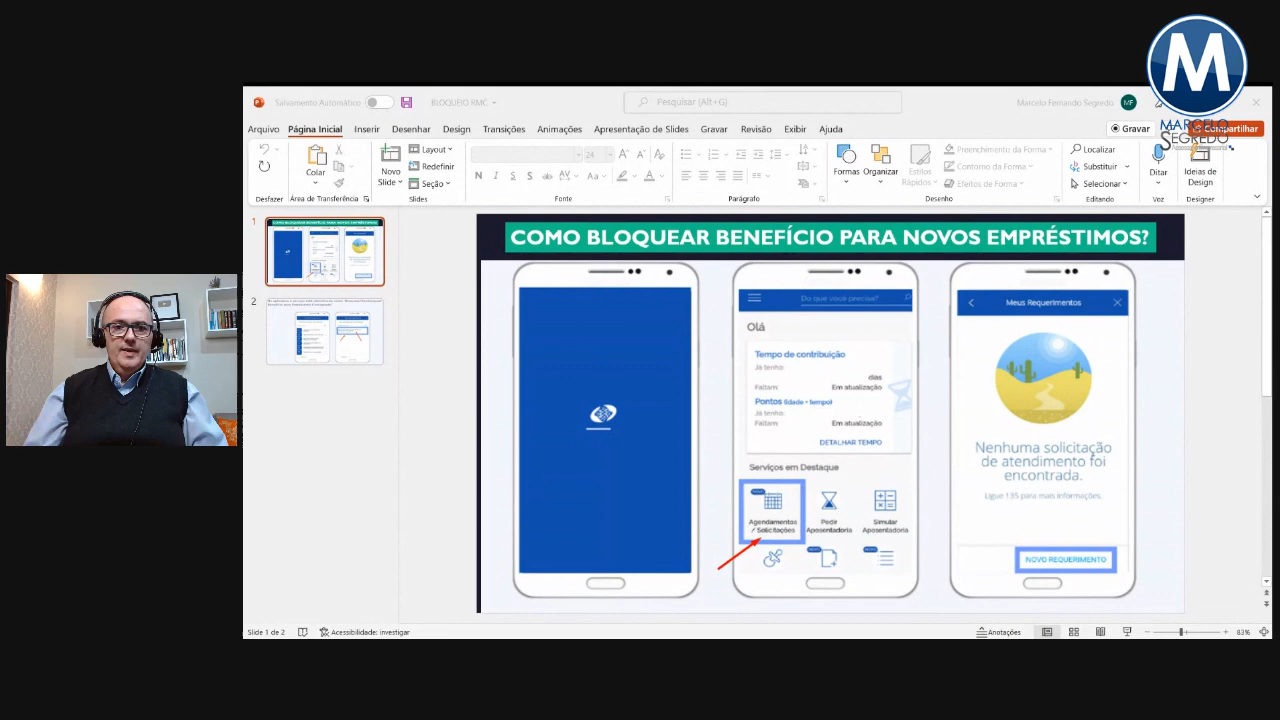 M
MARCELO
SEGREDO
Salvamento Automático
BLOQUEIO RMC
Pesquisar (Alt+G)
Marcelo Fernando Segredo
MF
Arquivo Página Inicial Inserir Desenhar Design Transições Animações Apresentação de Slides Gravar Revisão Exibir Ajuda
Gravar
Compartilhar
Colar
Novo
Slide
Layout
Redefinir
Seção
24
N I S S ab AV Aa A
Formas
Organizar
Estilos
Rápidos
Preenchimento da Forma
Contorno da Forma
Efeitos de Forma
Localizar
Substituir
Selecionar
Ditar
Ideias de
Design
Desfazer
Área de Transferência
Slides
Fonte
Parágrafo
Desenho
Editando
Voz
Designer
1
2
COMO BLOQUEAR BENEFÍCIO PARA NOVOS EMPRÉSTIMOS?
Do que você precisa?
Olá
Tempo de contribuição
Já tenho:
dias
Faltam: Em atualização
Pontos (idade + tempo)
Já tenho:
Faltam: Em atualização
DETALHAR TEMPO
Serviços em Destaque
Agendamentos
/ Solicitações
Pedir
Aposentadoria
Simular
Aposentadoria
Meus Requerimentos
Nenhuma solicitação
de atendimento foi
encontrada.
Ligue 135 para mais informações.
NOVO REQUERIMENTO
Slide 1 de 2
Acessibilidade: investigar
Anotações
83%